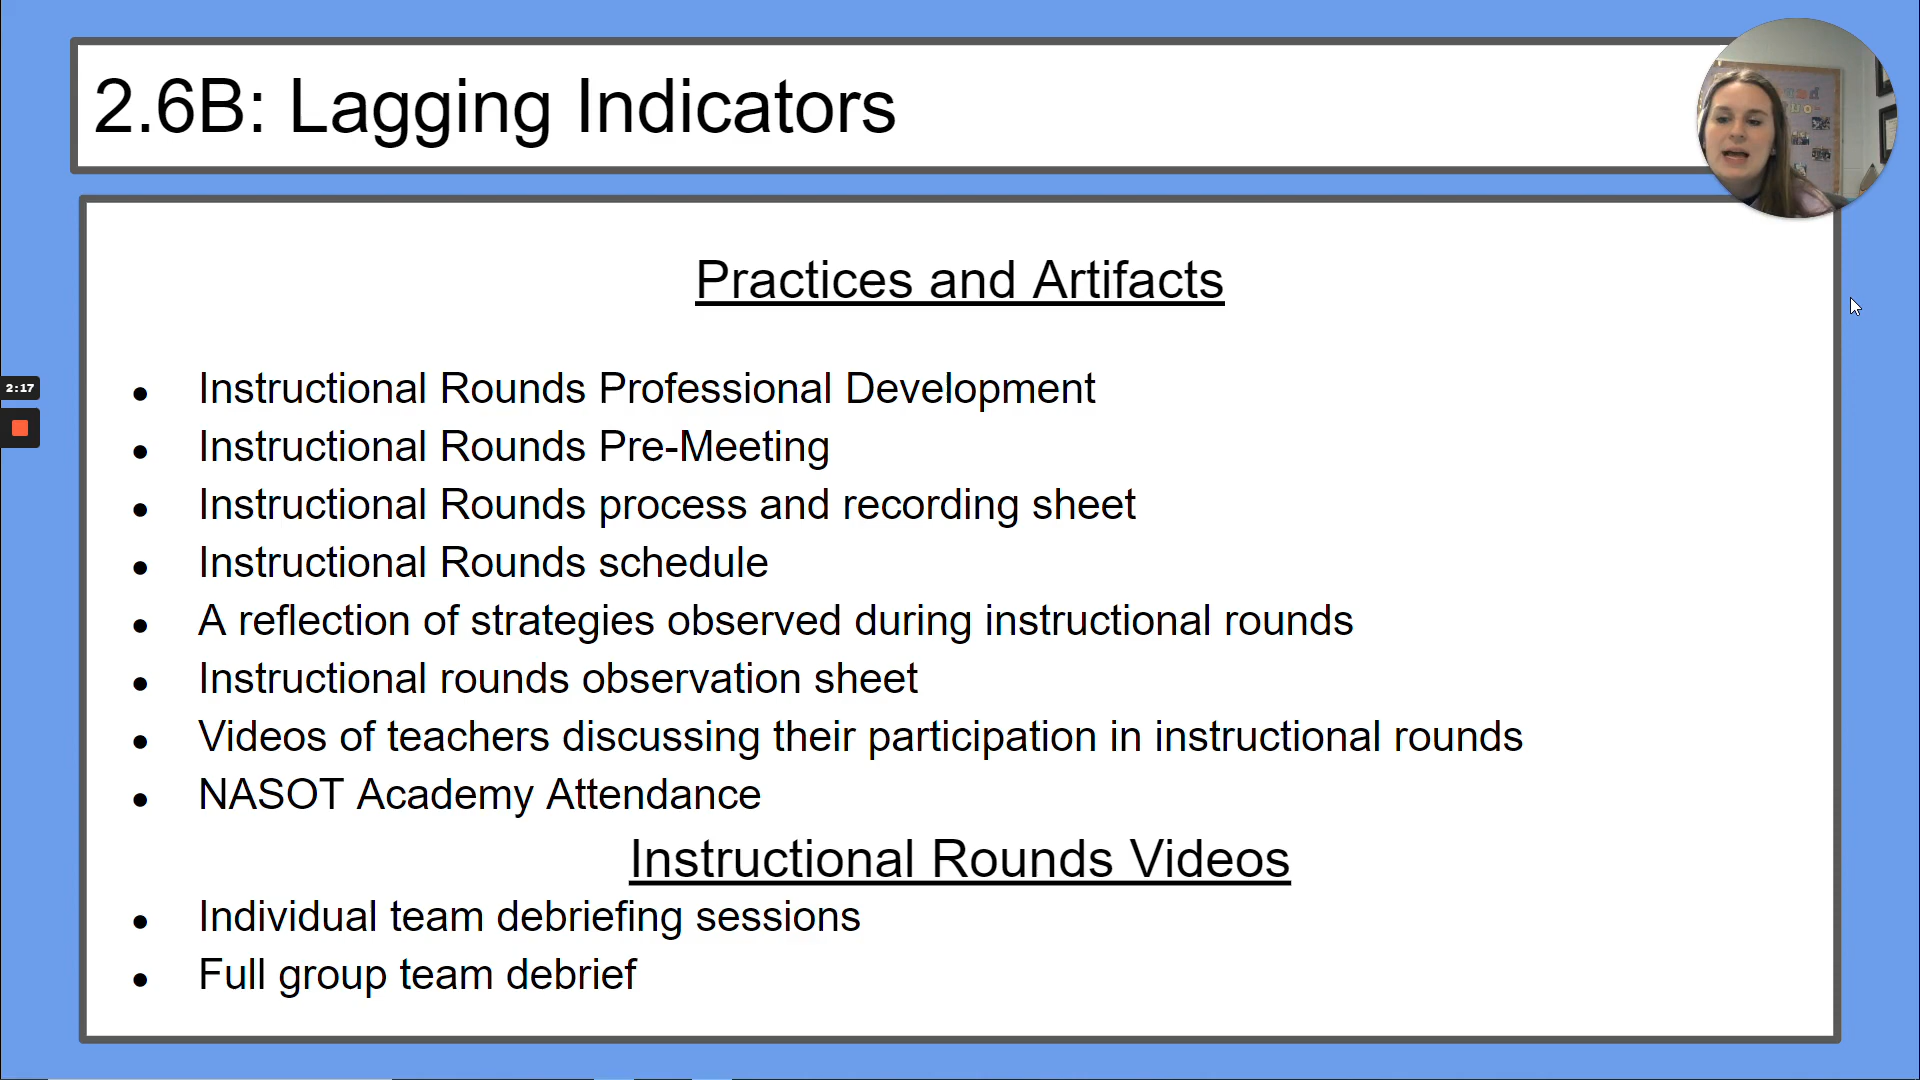 2.6B: Lagging Indicators
Practices and Artifacts
● Instructional Rounds Professional Development
● Instructional Rounds Pre-Meeting
● Instructional Rounds process and recording sheet
● Instructional Rounds schedule
● A reflection of strategies observed during instructional rounds
● Instructional rounds observation sheet
● Videos of teachers discussing their participation in instructional rounds
● NASOT Academy Attendance
Instructional Rounds Videos
● Individual team debriefing sessions
● Full group team debrief
2:17